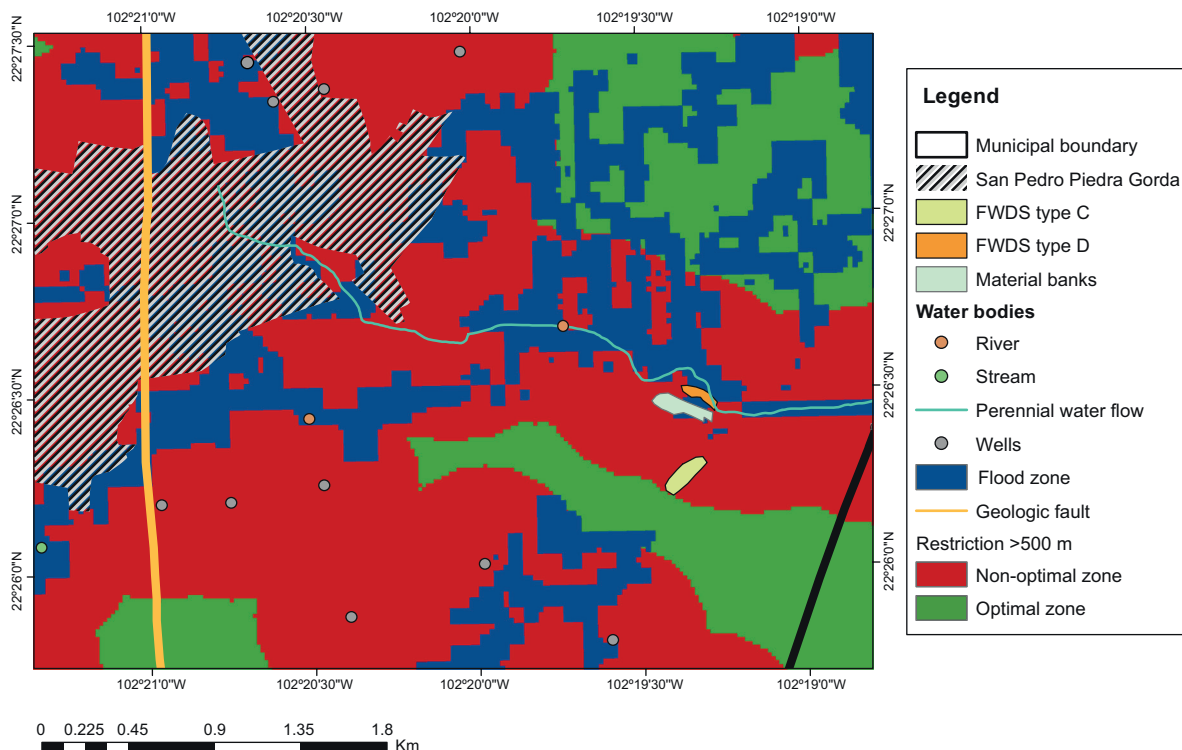 102°21'0"W 102°20'30"W 102°20'0"W 102°19'30"W 102°19'0"W
22°27'30"N
22°27'0"N
22°27'0"N
22°26'30"N
22°26'30"N
22°26'0"N
22°26'0"N
102°21'0"W 102°20'30"W 102°20'0"W 102°19'30"W 102°19'0"W
0 0.225 0.45 0.9 1.35 1.8
Km
Legend
Municipal boundary
San Pedro Piedra Gorda
FWDS type C
FWDS type D
Material banks
Water bodies
River
Stream
Perennial water flow
Wells
Flood zone
Geologic fault
Restriction >500 m
Non-optimal zone
Optimal zone